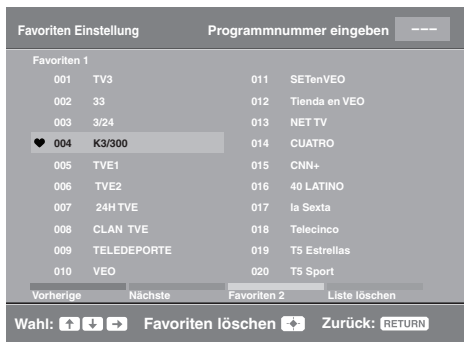 Favoriten Einstellung Programmnummer eingeben ---
Favoriten 1
001 TV3 011 SETenVEO
002 33 012 Tienda en VEO
003 3/24 013 NET TV
004 K3/300 014 CUATRO
005 TVE1 015 CNN+
006 TVE2 016 40 LATINO
007 24H TVE 017 la Sexta
008 CLAN TVE 018 Telecinco
009 TELEDEPORTE 019 T5 Estrellas
010 VEO 020 T5 Sport
Vorherige Nächste Favoriten 2 Liste löschen
Wahl: Favoriten löschen Zurück: RETURN